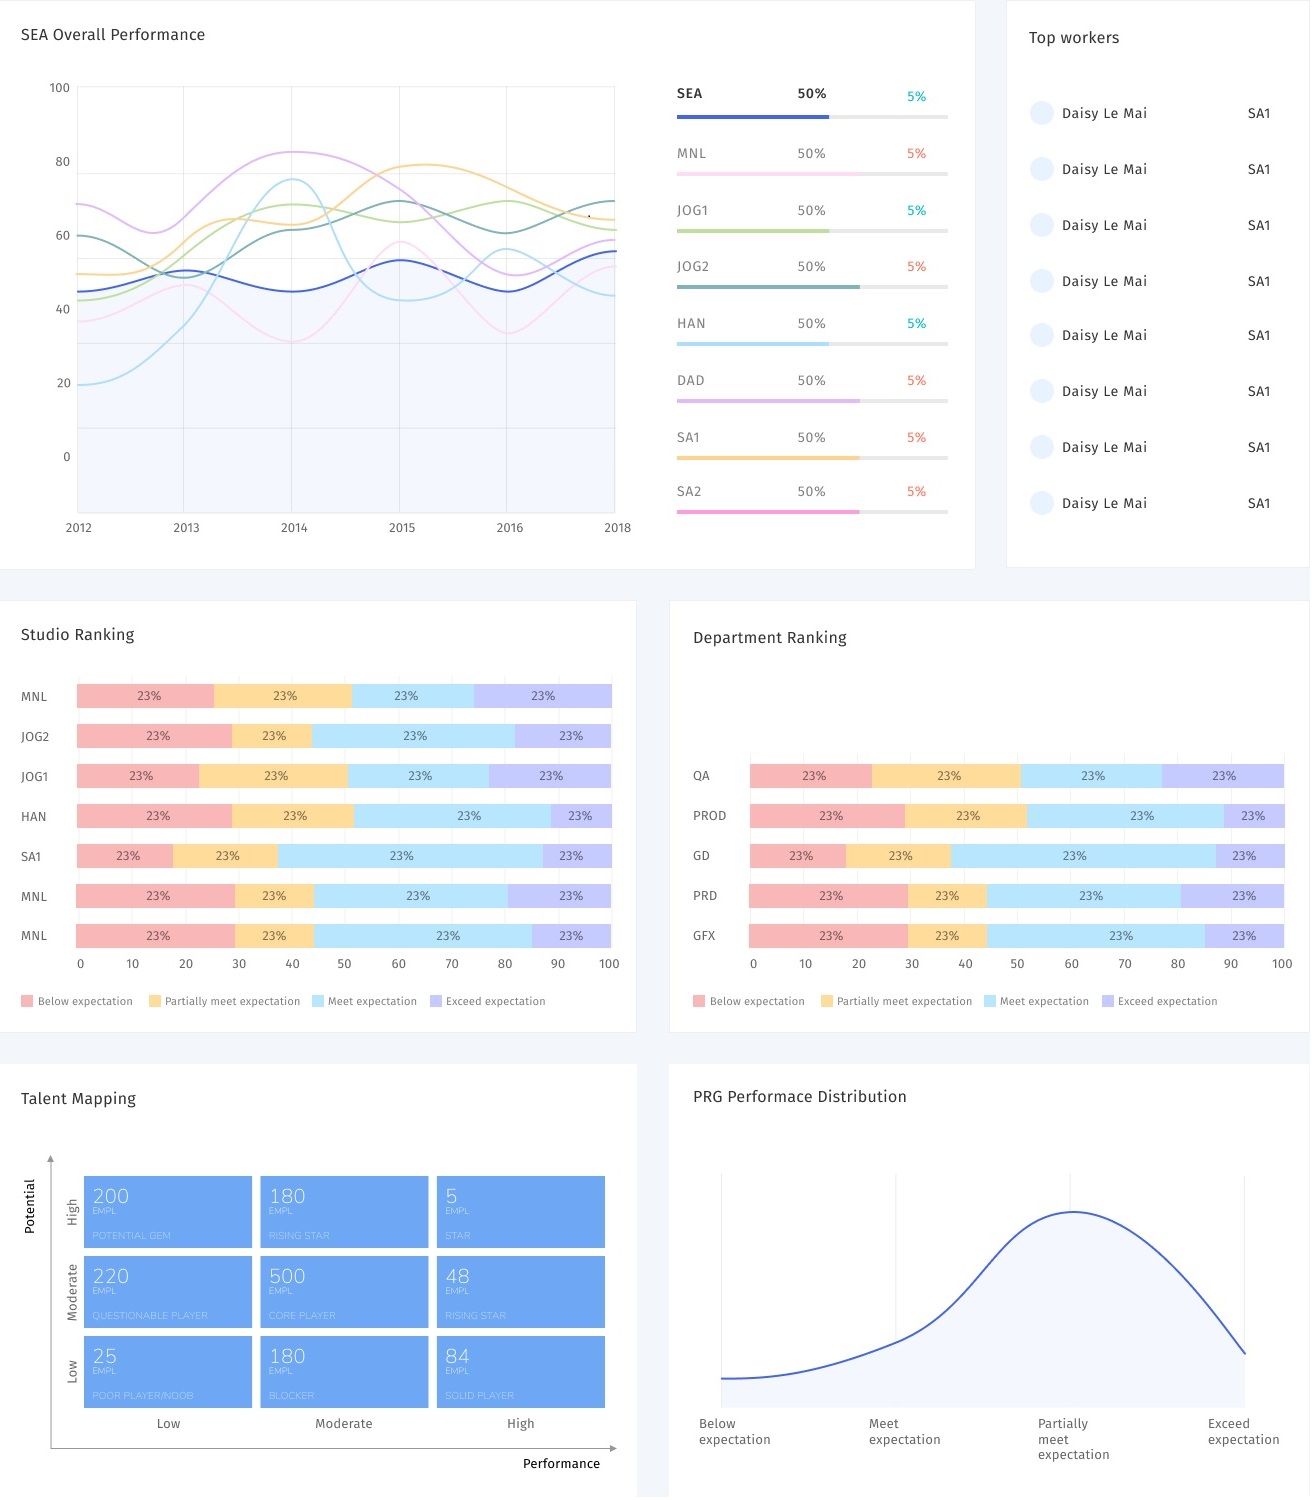 SEA Overall Performance
100
80
60
40
20
0
2012 2013 2014 2015 2016 2018
SEA 50% 5%
MNL 50% 5%
JOG1 50% 5%
JOG2 50% 5%
HAN 50% 5%
DAD 50% 5%
SA1 50% 5%
SA2 50% 5%
Top workers
Daisy Le Mai SA1
Daisy Le Mai SA1
Daisy Le Mai SA1
Daisy Le Mai SA1
Daisy Le Mai SA1
Daisy Le Mai SA1
Daisy Le Mai SA1
Daisy Le Mai SA1
Studio Ranking
MNL 23% 23% 23% 23%
JOG2 23% 23% 23% 23%
JOG1 23% 23% 23% 23%
HAN 23% 23% 23% 23%
SA1 23% 23% 23% 23%
MNL 23% 23% 23% 23%
MNL 23% 23% 23% 23%
0 10 20 30 40 50 60 70 80 90 100
Below expectation Partially meet expectation Meet expectation Exceed expectation
Department Ranking
QA 23% 23% 23% 23%
PROD 23% 23% 23% 23%
GD 23% 23% 23% 23%
PRD 23% 23% 23% 23%
GFX 23% 23% 23% 23%
0 10 20 30 40 50 60 70 80 90 100
Below expectation Partially meet expectation Meet expectation Exceed expectation
Talent Mapping
Potential
High
200 180 5
EMPL EMPL EMPL
POTENTIAL GEM RISING STAR STAR
Moderate
220 500 48
EMPL EMPL EMPL
QUESTIONABLE PLAYER CORE PLAYER RISING STAR
Low
25 180 84
EMPL EMPL EMPL
POOR PLAYER/NOOB BLOCKER SOLID PLAYER
Low Moderate High
Performance
PRG Performace Distribution
Below
expectation
Meet
expectation
Partially
meet
expectation
Exceed
expectation